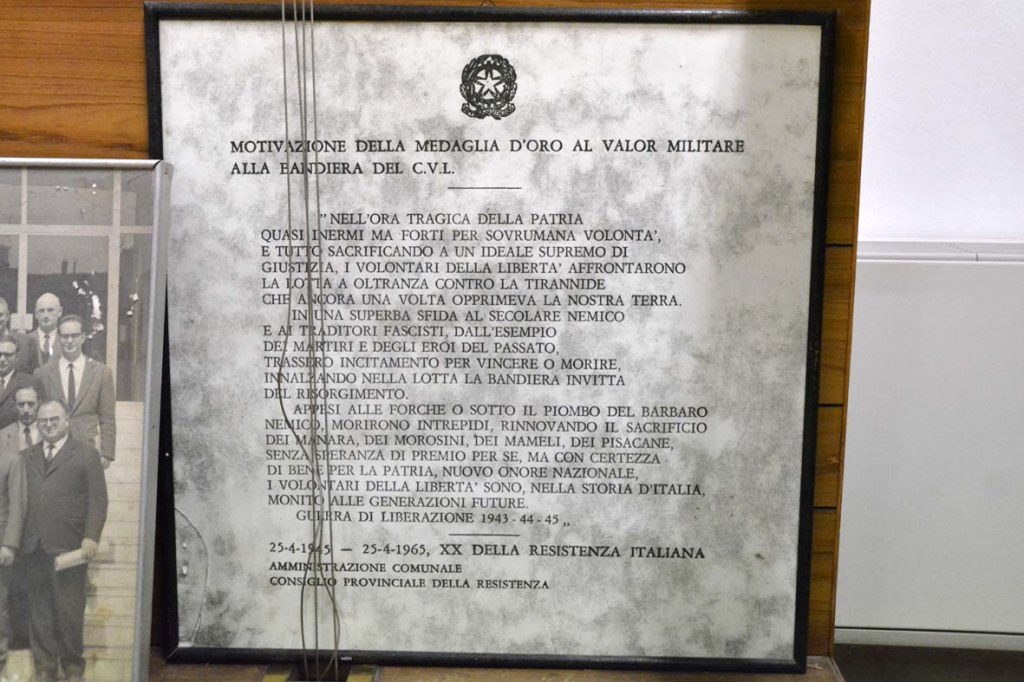 MOTIVAZIONE DELLA MEDAGLIA D'ORO AL VALOR MILITARE
ALLA BANDIERA DEL C.V.L.
"NELL'ORA TRAGICA DELLA PATRIA
QUASI INERMI MA FORTI PER SOVRUMANA VOLONTA',
E TUTTO SACRIFICANDO A UN IDEALE SUPREMO DI
GIUSTIZIA, I VOLONTARI DELLA LIBERTA' AFFRONTARONO
LA LOTTA A OLTRANZA CONTRO LA TIRANNIDE
CHE ANCORA UNA VOLTA OPPRIMEVA LA NOSTRA TERRA.
IN UNA SUPERBA SFIDA AL SECOLARE NEMICO
E AI TRADITORI FASCISTI, DALL'ESEMPIO
DEI MARTIRI E DEGLI EROI DEL PASSATO,
TRASSERO INCITAMENTO PER VINCERE O MORIRE,
INNALZANDO NELLA LOTTA LA BANDIERA INVITTA
DEL RISORGIMENTO.
APPESI ALLE FORCHE O SOTTO IL PIOMBO DEL BARBARO
NEMICO, MORIRONO INTREPIDI, RINNOVANDO IL SACRIFICIO
DEI MANARA, DEI MOROSINI, DEI MAMELI, DEI PISACANE,
SENZA SPERANZA DI PREMIO PER SE, MA CON CERTEZZA
DI BENE PER LA PATRIA, NUOVO ONORE NAZIONALE,
I VOLONTARI DELLA LIBERTA' SONO, NELLA STORIA D'ITALIA,
MONITO ALLE GENERAZIONI FUTURE.
GUERRA DI LIBERAZIONE 1943 - 44 - 45 „
25-4-1945 — 25-4-1965, XX DELLA RESISTENZA ITALIANA
AMMINISTRAZIONE COMUNALE
CONSIGLIO PROVINCIALE DELLA RESISTENZA